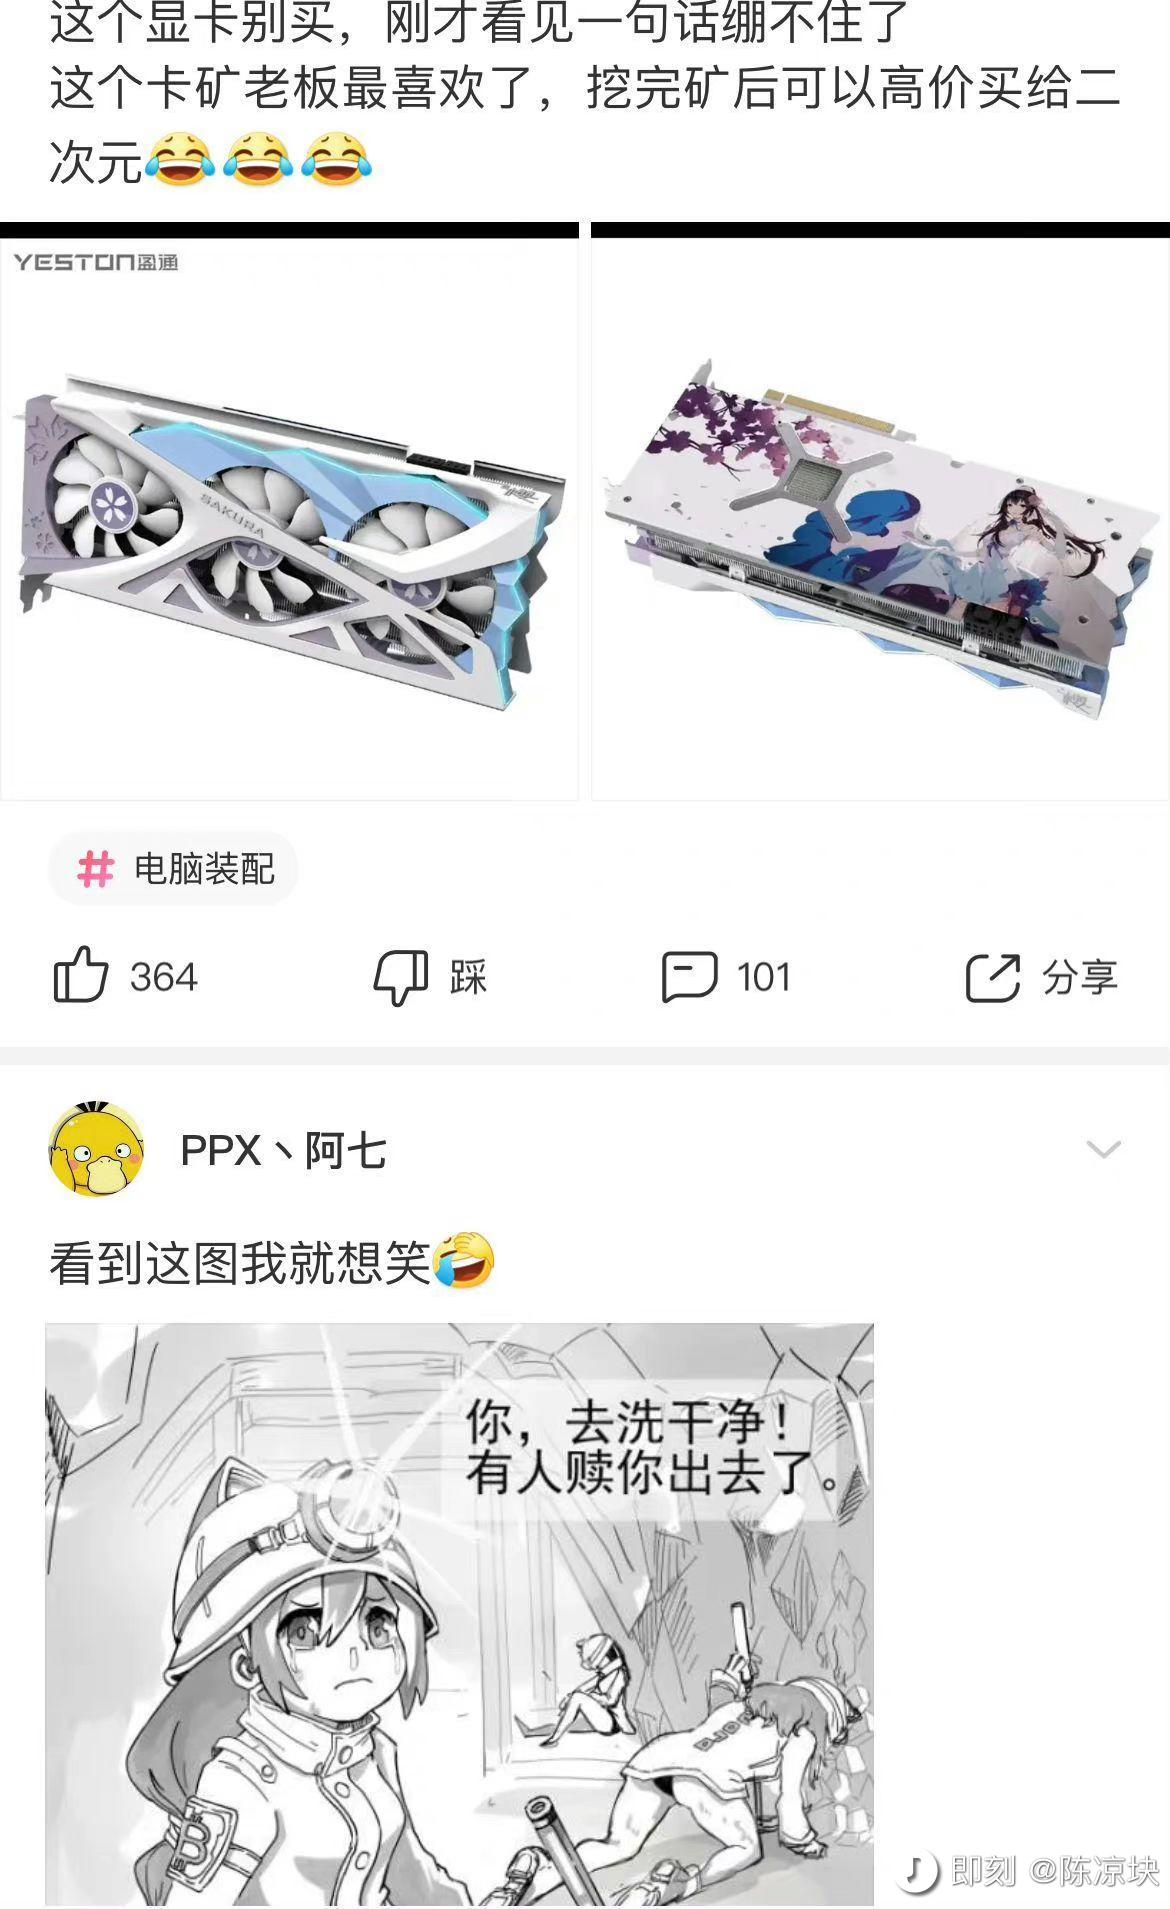 这个显卡别买，刚才看见一句话绷不住了
这个卡矿老板最喜欢了，挖完矿后可以高价买给二
次元😂😂😂
YESTON盈通
SAKURA
# 电脑装配
364
踩
101
分享
PPX丶阿七
看到这图我就想笑🤣
你，去洗干净！
有人赎你出去了。
即刻 @陈凉块